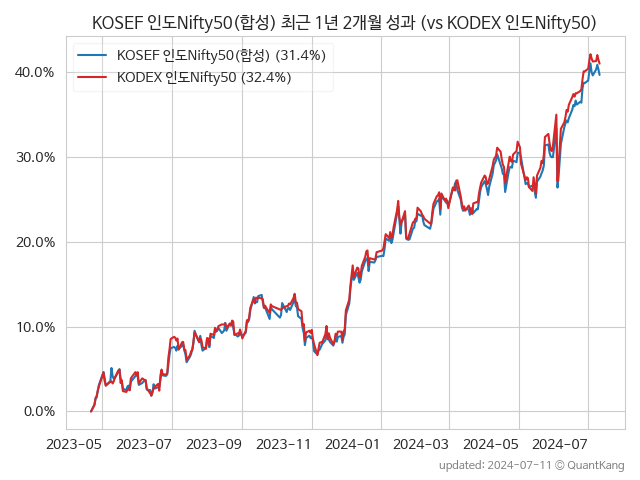 KOSEF 인도Nifty50(합성) 최근 1년 2개월 성과 (vs KODEX 인도Nifty50)
KOSEF 인도Nifty50(합성) (31.4%)
KODEX 인도Nifty50 (32.4%)
40.0%
30.0%
20.0%
10.0%
0.0%
2023-05 2023-07 2023-09 2023-11 2024-01 2024-03 2024-05 2024-07
updated: 2024-07-11 © QuantKang